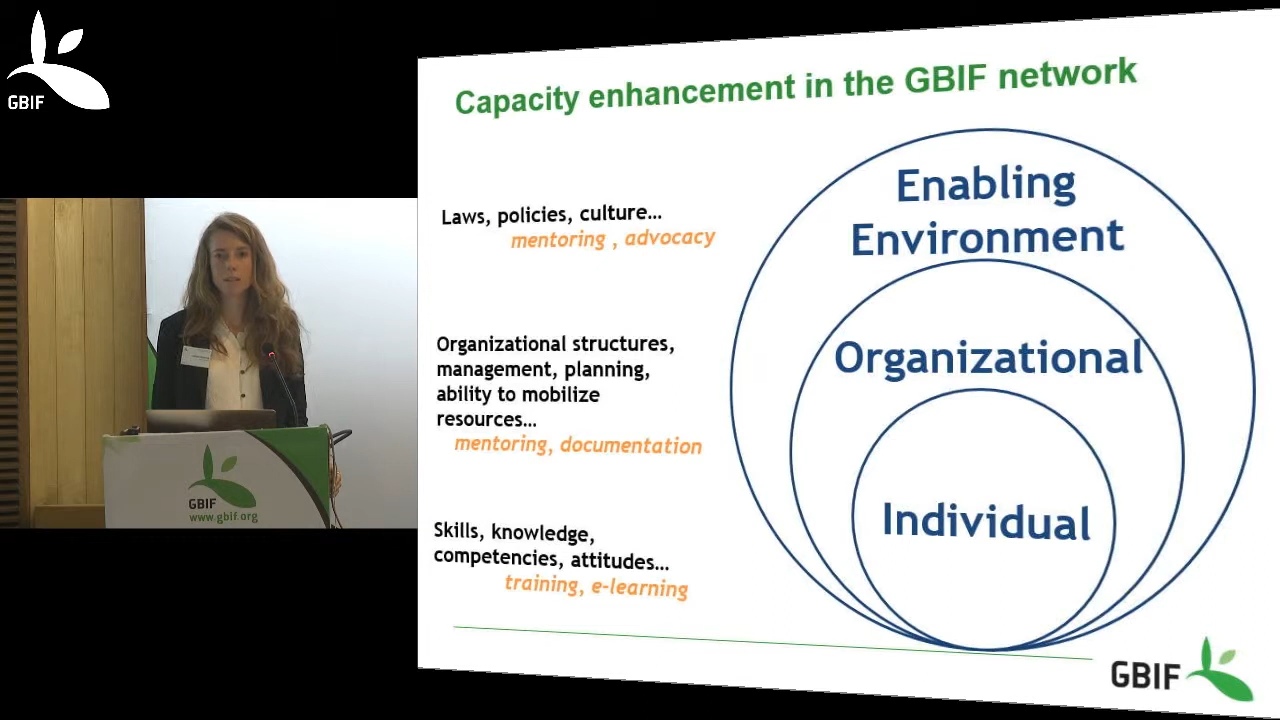 GBIF
Capacity enhancement in the GBIF network
Laws, policies, culture…
mentoring , advocacy
Organizational structures,
management, planning,
ability to mobilize
resources…
mentoring, documentation
Skills, knowledge,
competencies, attitudes…
training, e-learning
Enabling
Environment
Organizational
Individual
GBIF
GBIF
www.gbif.org